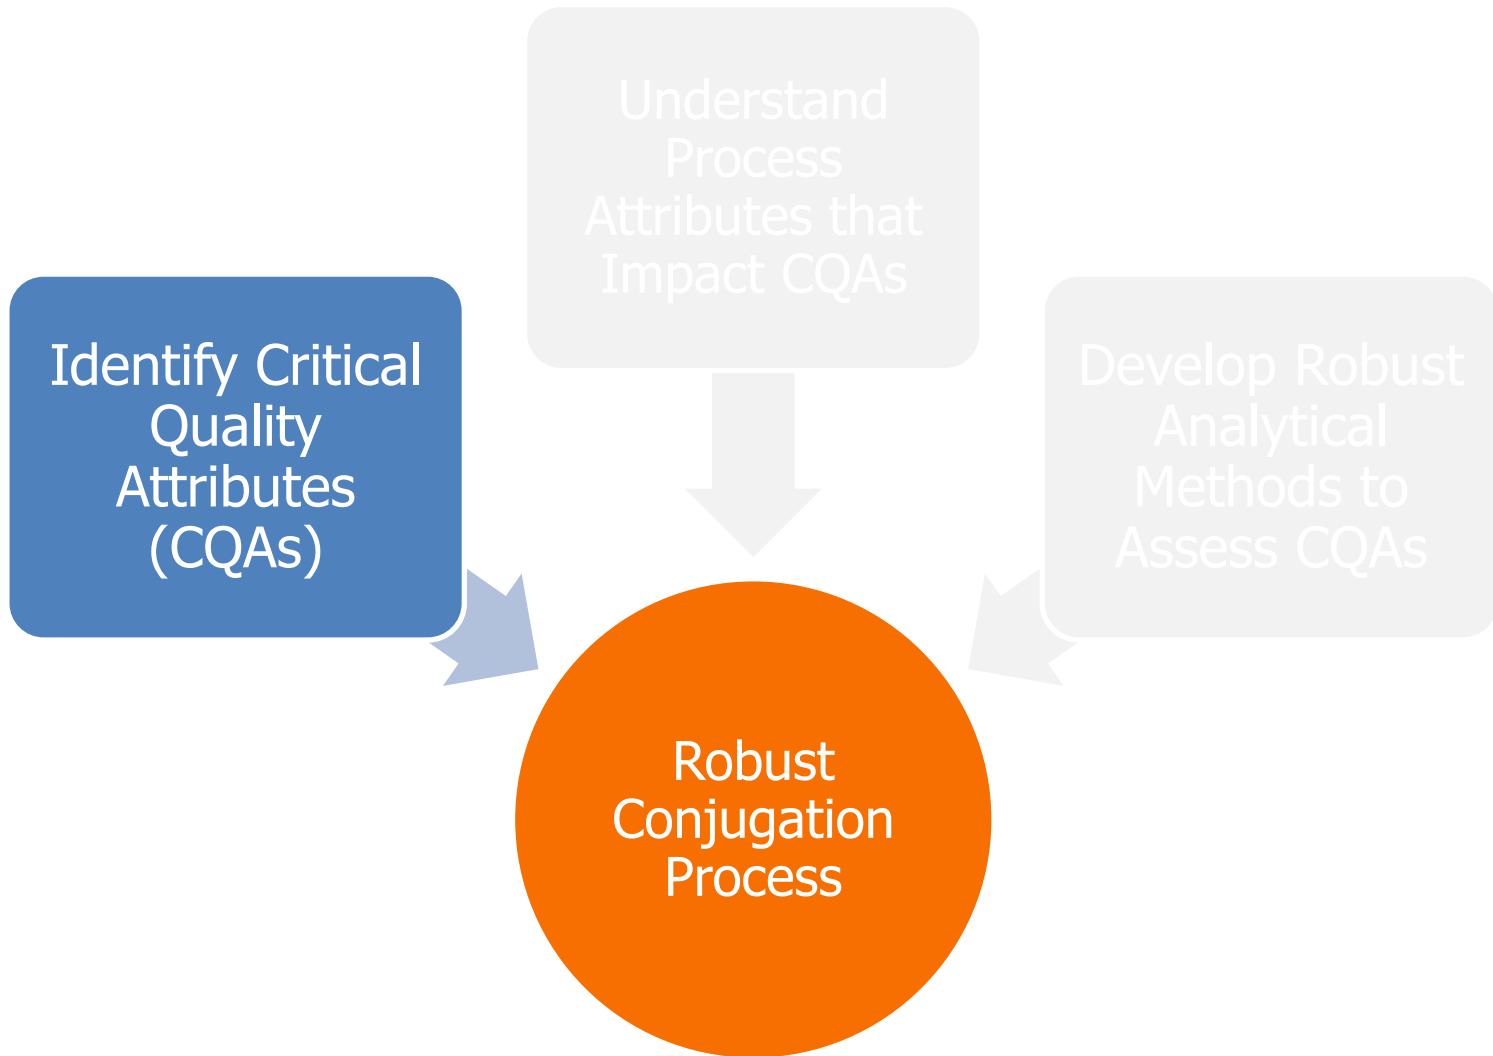 Understand
Process
Attributes that
Impact CQAs
Identify Critical
Quality
Attributes
(CQAs)
Develop Robust
Analytical
Methods to
Assess CQAs
Robust
Conjugation
Process